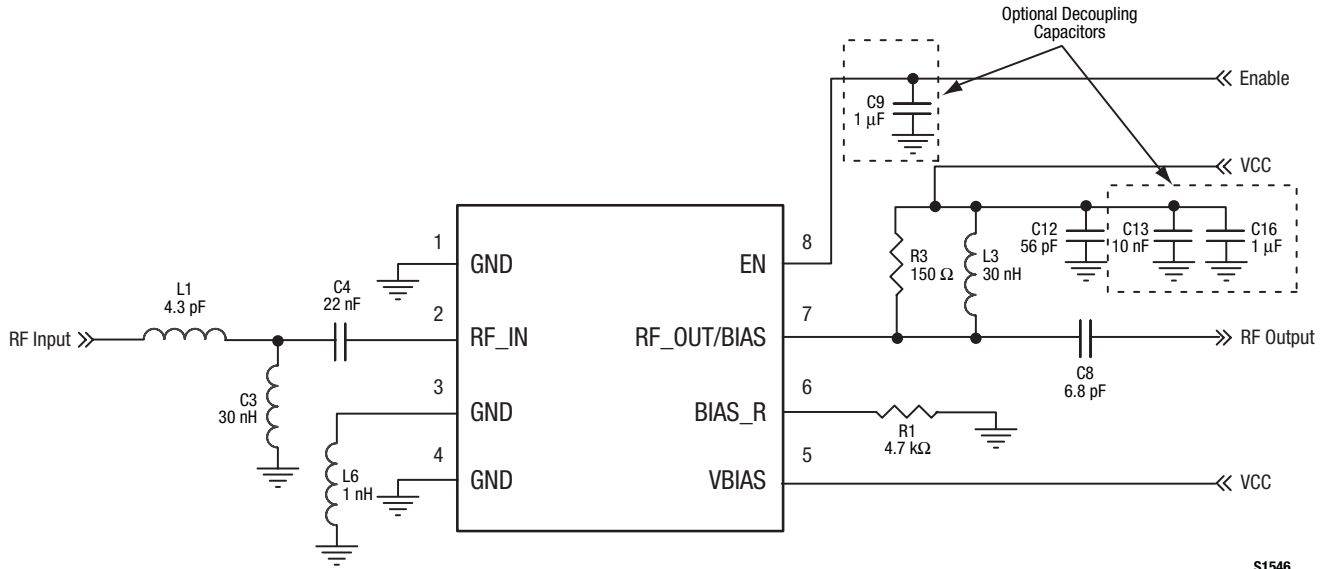 Optional Decoupling
Capacitors
Enable
C9
1 µF
VCC
C12
56 pF
C13
10 nF
C16
1 µF
R3
150 Ω
L3
30 nH
1
GND
8
EN
L1
4.3 pF
C4
22 nF
2
RF_IN
7
RF_OUT/BIAS
RF Input
RF Output
C8
6.8 pF
C3
30 nH
3
GND
6
BIAS_R
R1
4.7 kΩ
L6
1 nH
4
GND
5
VBIAS
VCC
S1546